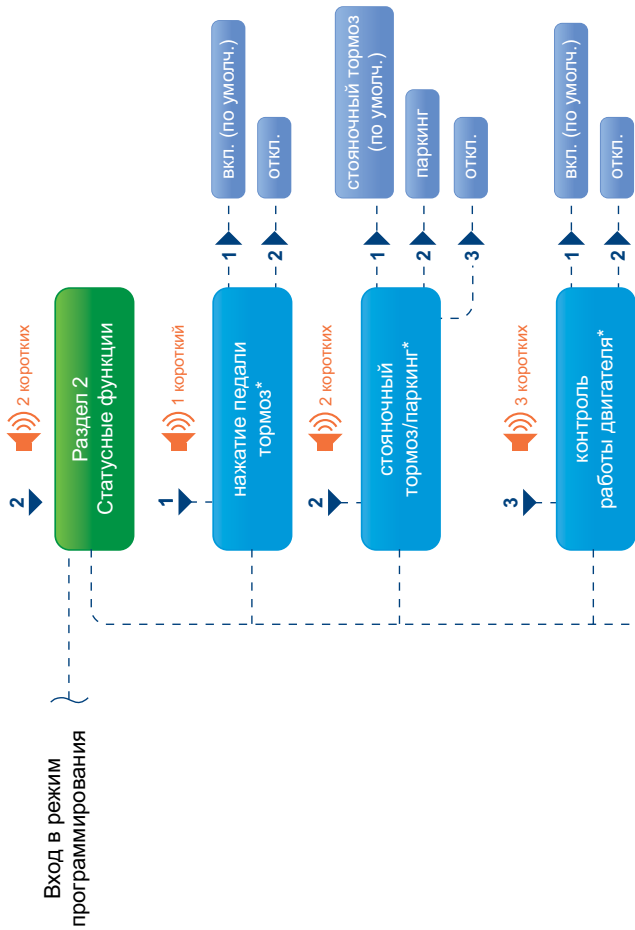 Вход в режим
программирования
2
2 коротких
Раздел 2
Статусные функции
1
1 короткий
нажатие педали
тормоз*
1
вкл. (по умолч.)
2
откл.
2
2 коротких
стояночный
тормоз/паркинг*
1
стояночный тормоз
(по умолч.)
2
паркинг
3
откл.
3
3 коротких
контроль
работы двигателя*
1
вкл. (по умолч.)
2
откл.